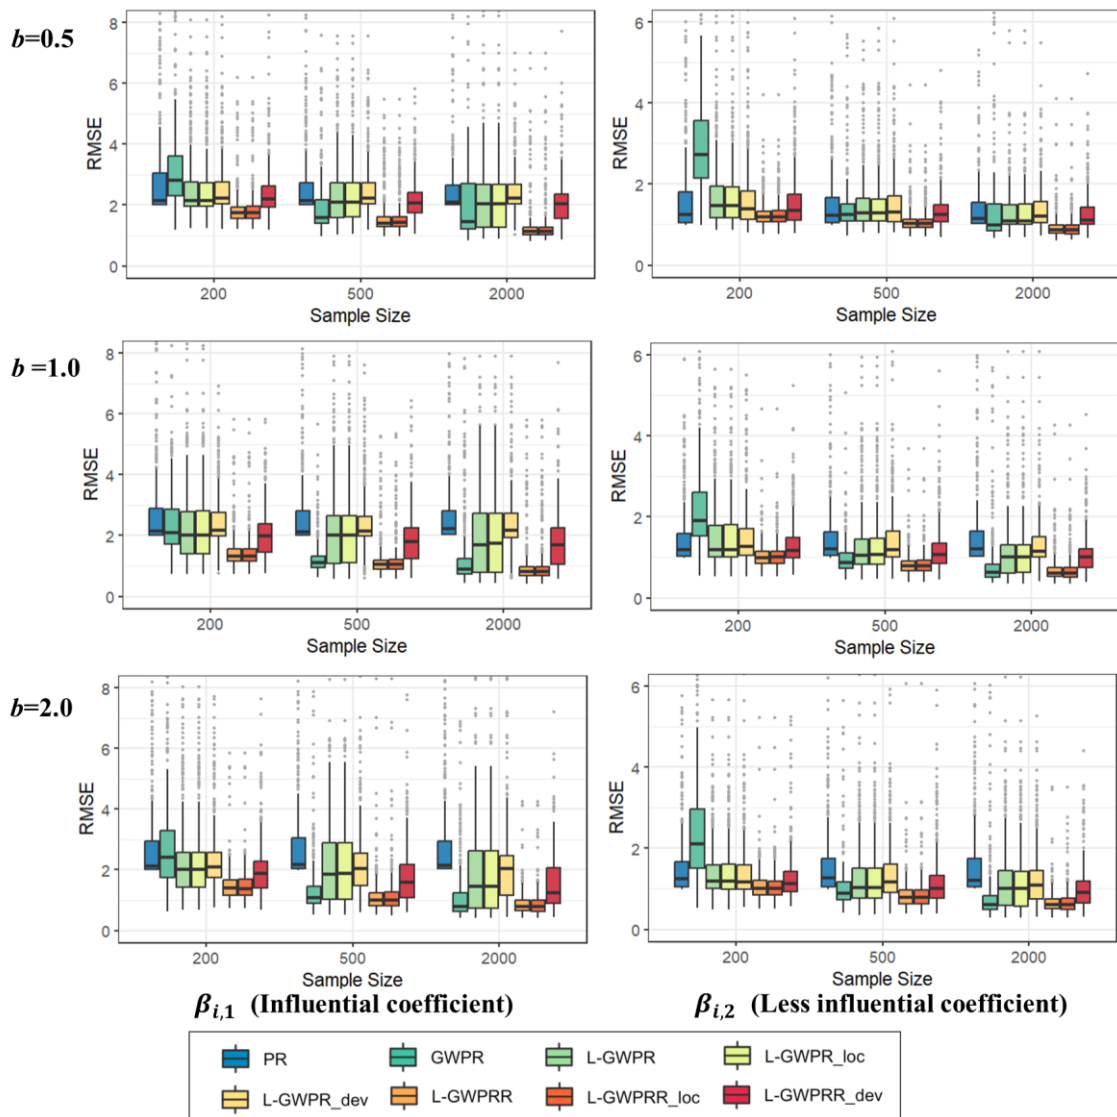 b=0.5
8
6
4
2
0
RMSE
200 500 2000
Sample Size
6
4
2
0
RMSE
200 500 2000
Sample Size
b =1.0
8
6
4
2
0
RMSE
200 500 2000
Sample Size
6
4
2
0
RMSE
200 500 2000
Sample Size
b=2.0
8
6
4
2
0
RMSE
200 500 2000
Sample Size
6
4
2
0
RMSE
200 500 2000
Sample Size
βi,1 (Influential coefficient)
βi,2 (Less influential coefficient)
PR GWPR L-GWPR L-GWPR_loc
L-GWPR_dev L-GWPRR L-GWPRR_loc L-GWPRR_dev